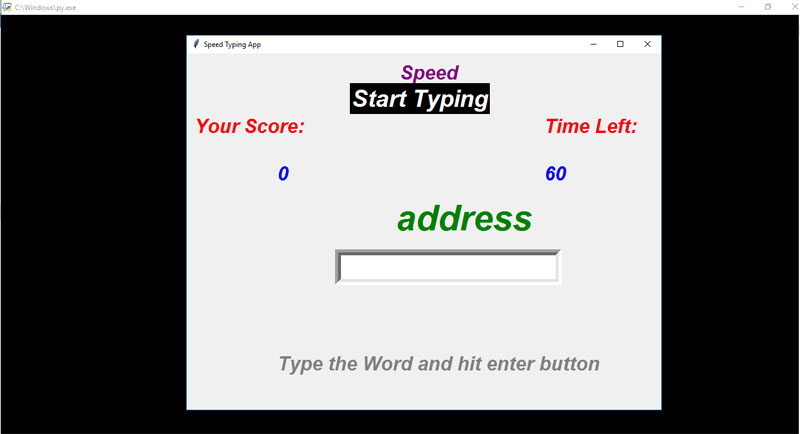 C:\Windows\py.exe
Speed Typing App
Speed
Start Typing
Your Score: Time Left:
0 60
address
Type the Word and hit enter button